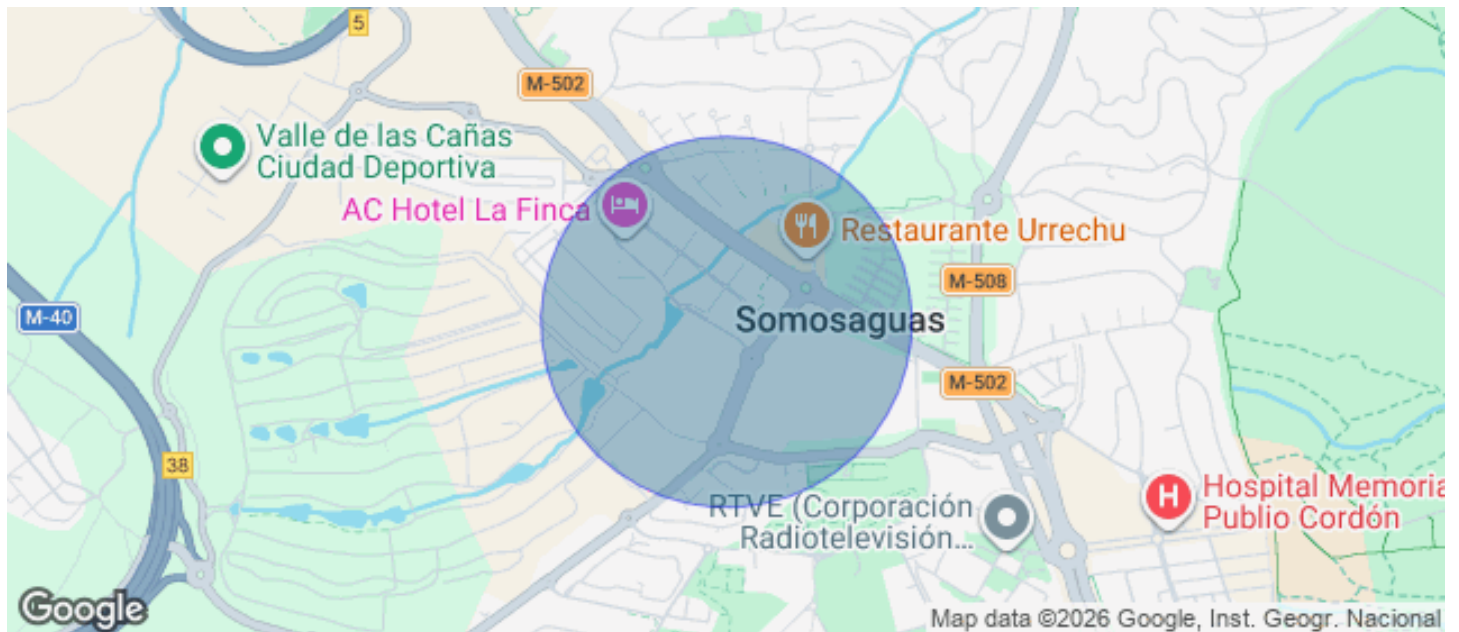 5
M-502
Valle de las Cañas
Ciudad Deportiva
AC Hotel La Finca
Restaurante Urrechu
M-508
M-40
Somosaguas
M-502
38
RTVE (Corporación
Radiotelevisión...
Hospital Memoria
Publio Cordón
Google
Map data ©2026 Google, Inst. Geogr. Nacional